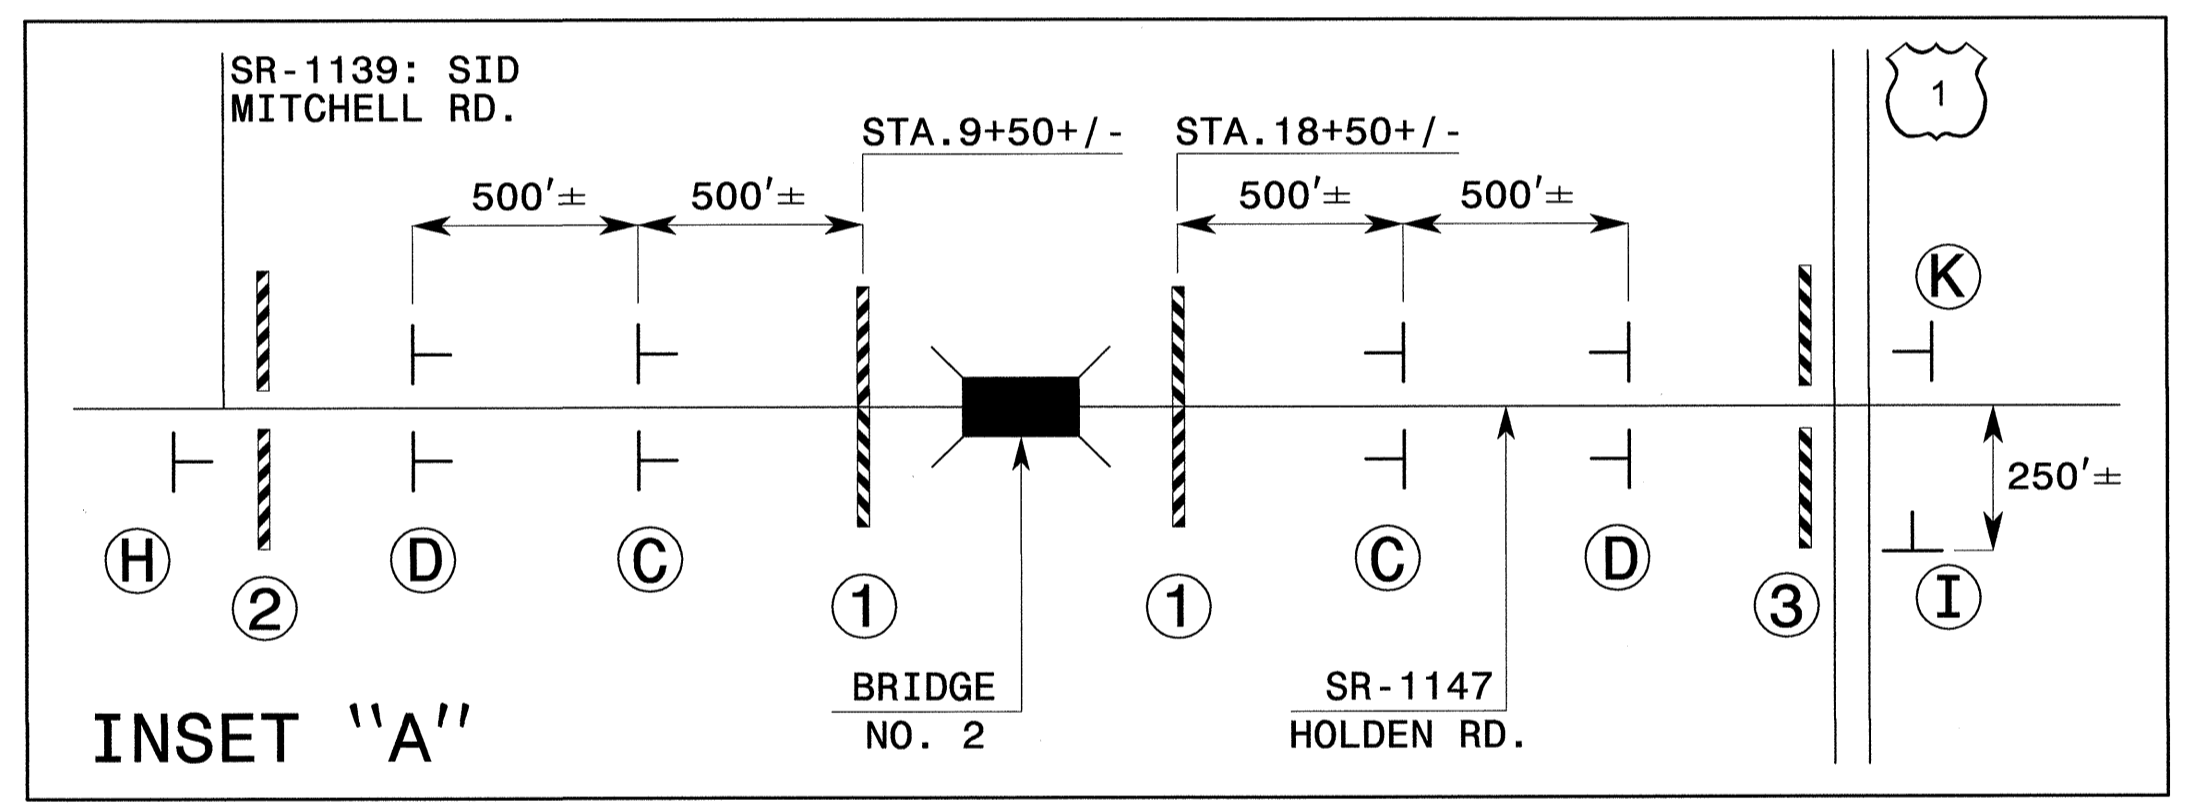 SR-1139: SID
MITCHELL RD.
1
STA.9+50+/-
STA.18+50+/-
500'±
500'±
500'±
500'±
K
250'±
H
D
C
C
D
I
2
1
1
3
BRIDGE
NO. 2
SR-1147
HOLDEN RD.
INSET "A"